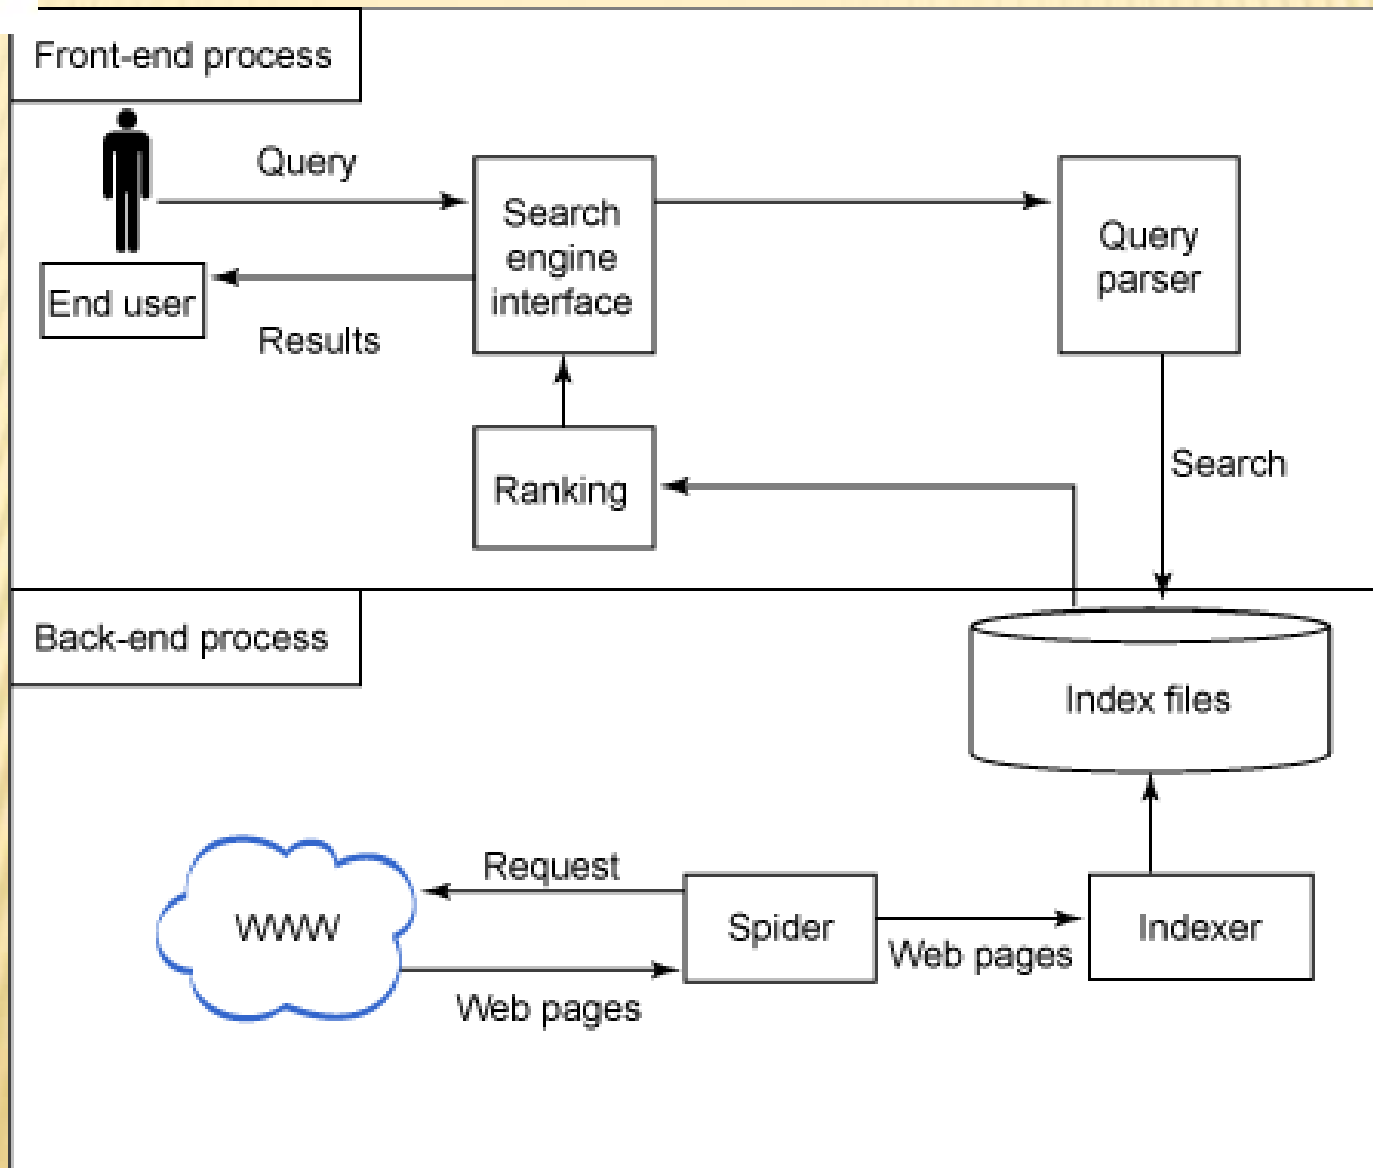 Front-end process
Query
Search
engine
interface
Query
parser
End user
Results
Ranking
Search
Back-end process
Index files
Request
WWW
Spider
Web pages
Indexer
Web pages